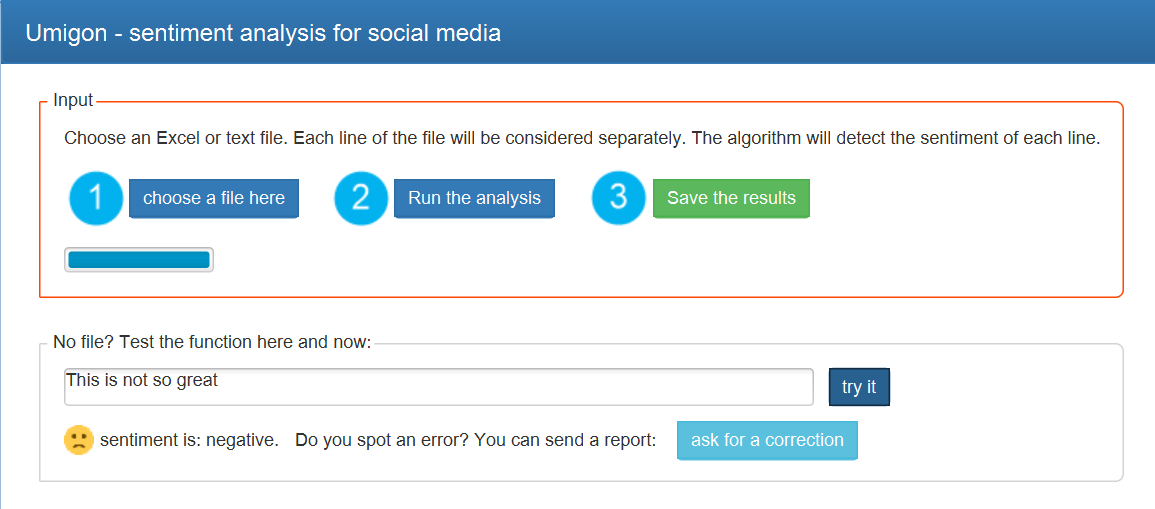 Umigon - sentiment analysis for social media
Input
Choose an Excel or text file. Each line of the file will be considered separately. The algorithm will detect the sentiment of each line.
1 choose a file here 2 Run the analysis 3 Save the results
No file? Test the function here and now:
This is not so great try it
sentiment is: negative. Do you spot an error? You can send a report: ask for a correction